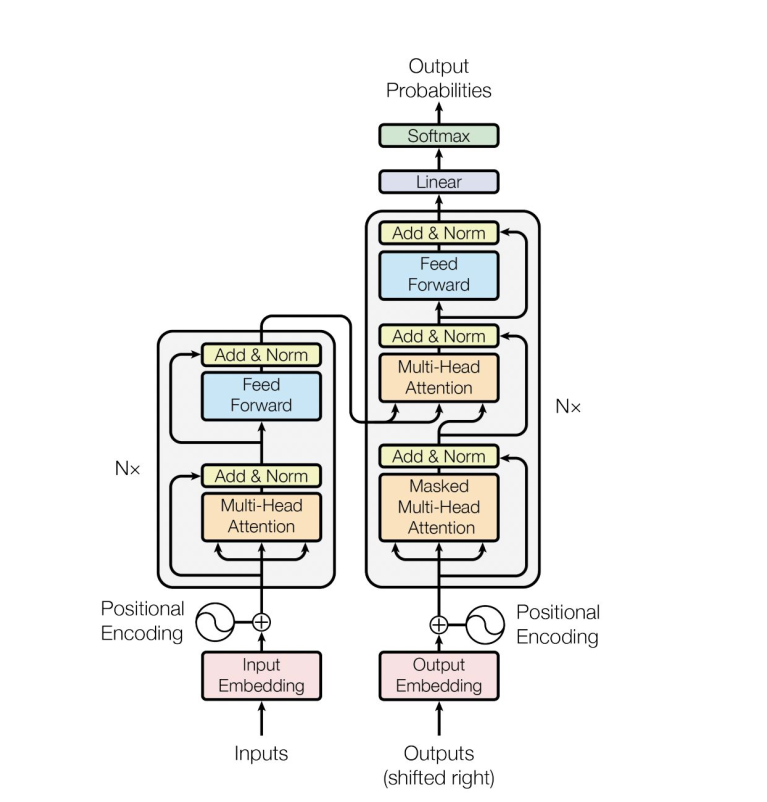 Output
Probabilities
Softmax
Linear
Add & Norm
Feed
Forward
Add & Norm
Multi-Head
Attention
Add & Norm
Masked
Multi-Head
Attention
Nx
Positional
Encoding
Output
Embedding
Outputs
(shifted right)
Add & Norm
Feed
Forward
Add & Norm
Multi-Head
Attention
Nx
Positional
Encoding
Input
Embedding
Inputs